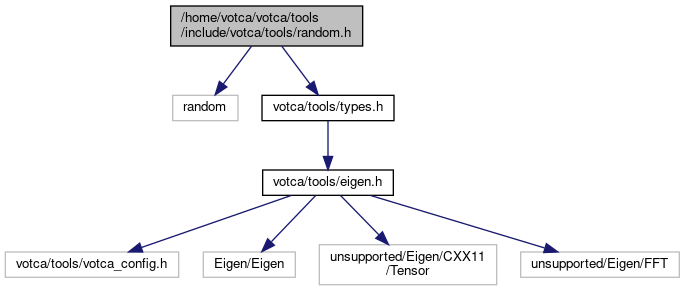 /home/votca/votca/tools
/include/votca/tools/random.h
random
votca/tools/types.h
votca/tools/eigen.h
votca/tools/votca_config.h
Eigen/Eigen
unsupported/Eigen/CXX11
/Tensor
unsupported/Eigen/FFT